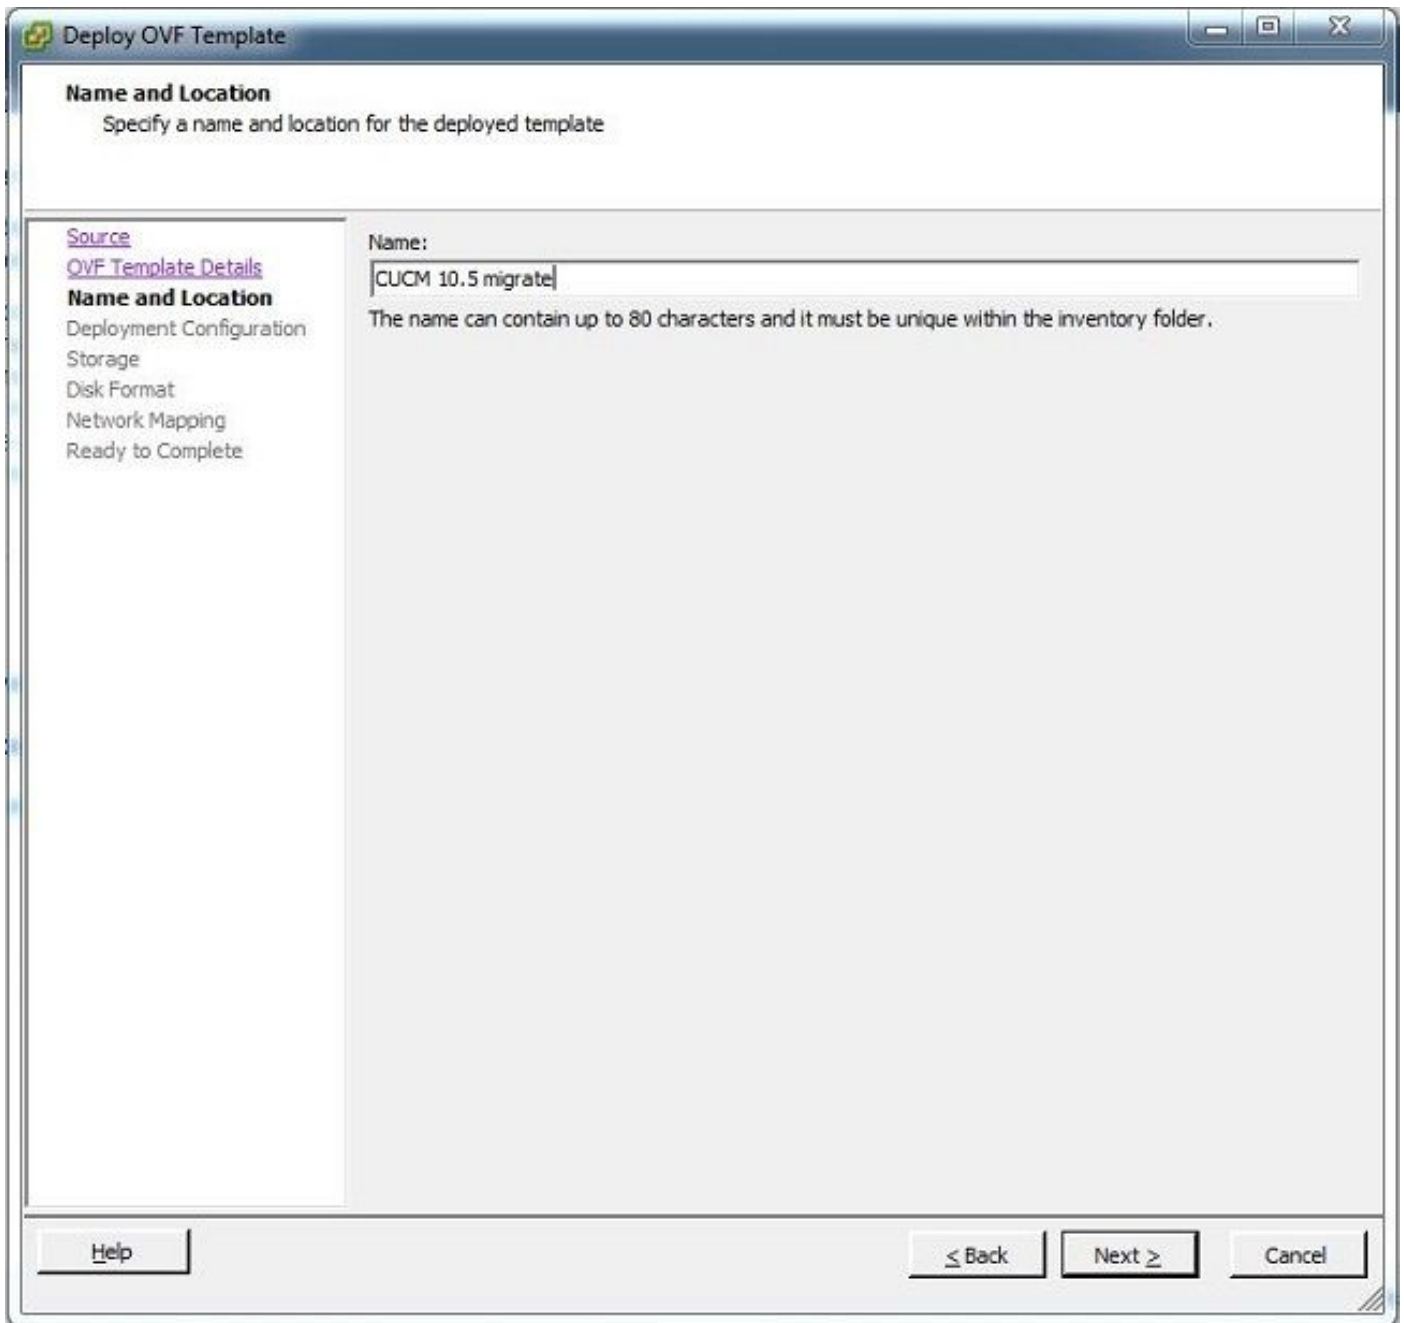 Deploy OVF Template
Name and Location
Specify a name and location for the deployed template
Source
OVF Template Details
Name and Location
Deployment Configuration
Storage
Disk Format
Network Mapping
Ready to Complete
Name:
CUCM 10.5 migrate
The name can contain up to 80 characters and it must be unique within the inventory folder.
Help
< Back
Next >
Cancel